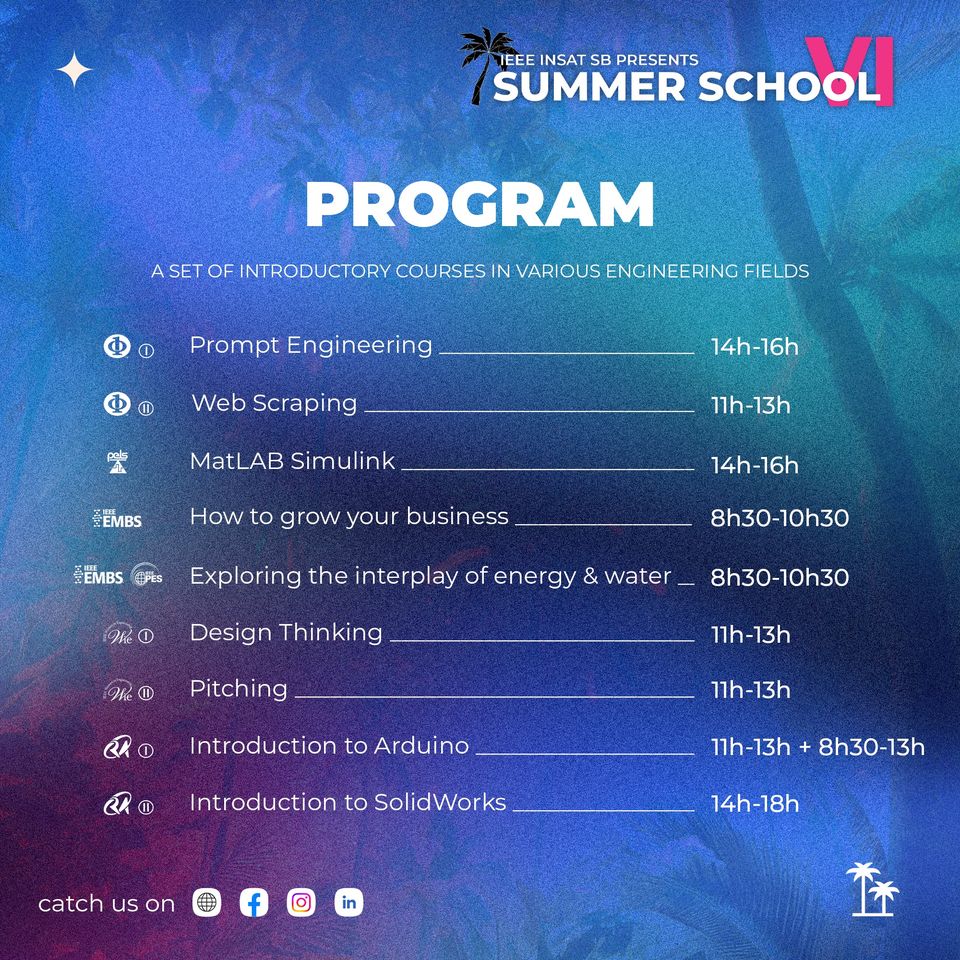 IEEE INSAT SB PRESENTS
SUMMER SCHOOL VI
PROGRAM
A SET OF INTRODUCTORY COURSES IN VARIOUS ENGINEERING FIELDS
Φ I Prompt Engineering 14h-16h
Φ II Web Scraping 11h-13h
pels MatLAB Simulink 14h-16h
IEEE EMBS How to grow your business 8h30-10h30
IEEE EMBS PES Exploring the interplay of energy & water 8h30-10h30
We I Design Thinking 11h-13h
We II Pitching 11h-13h
I Introduction to Arduino 11h-13h + 8h30-13h
II Introduction to SolidWorks 14h-18h
catch us on f in